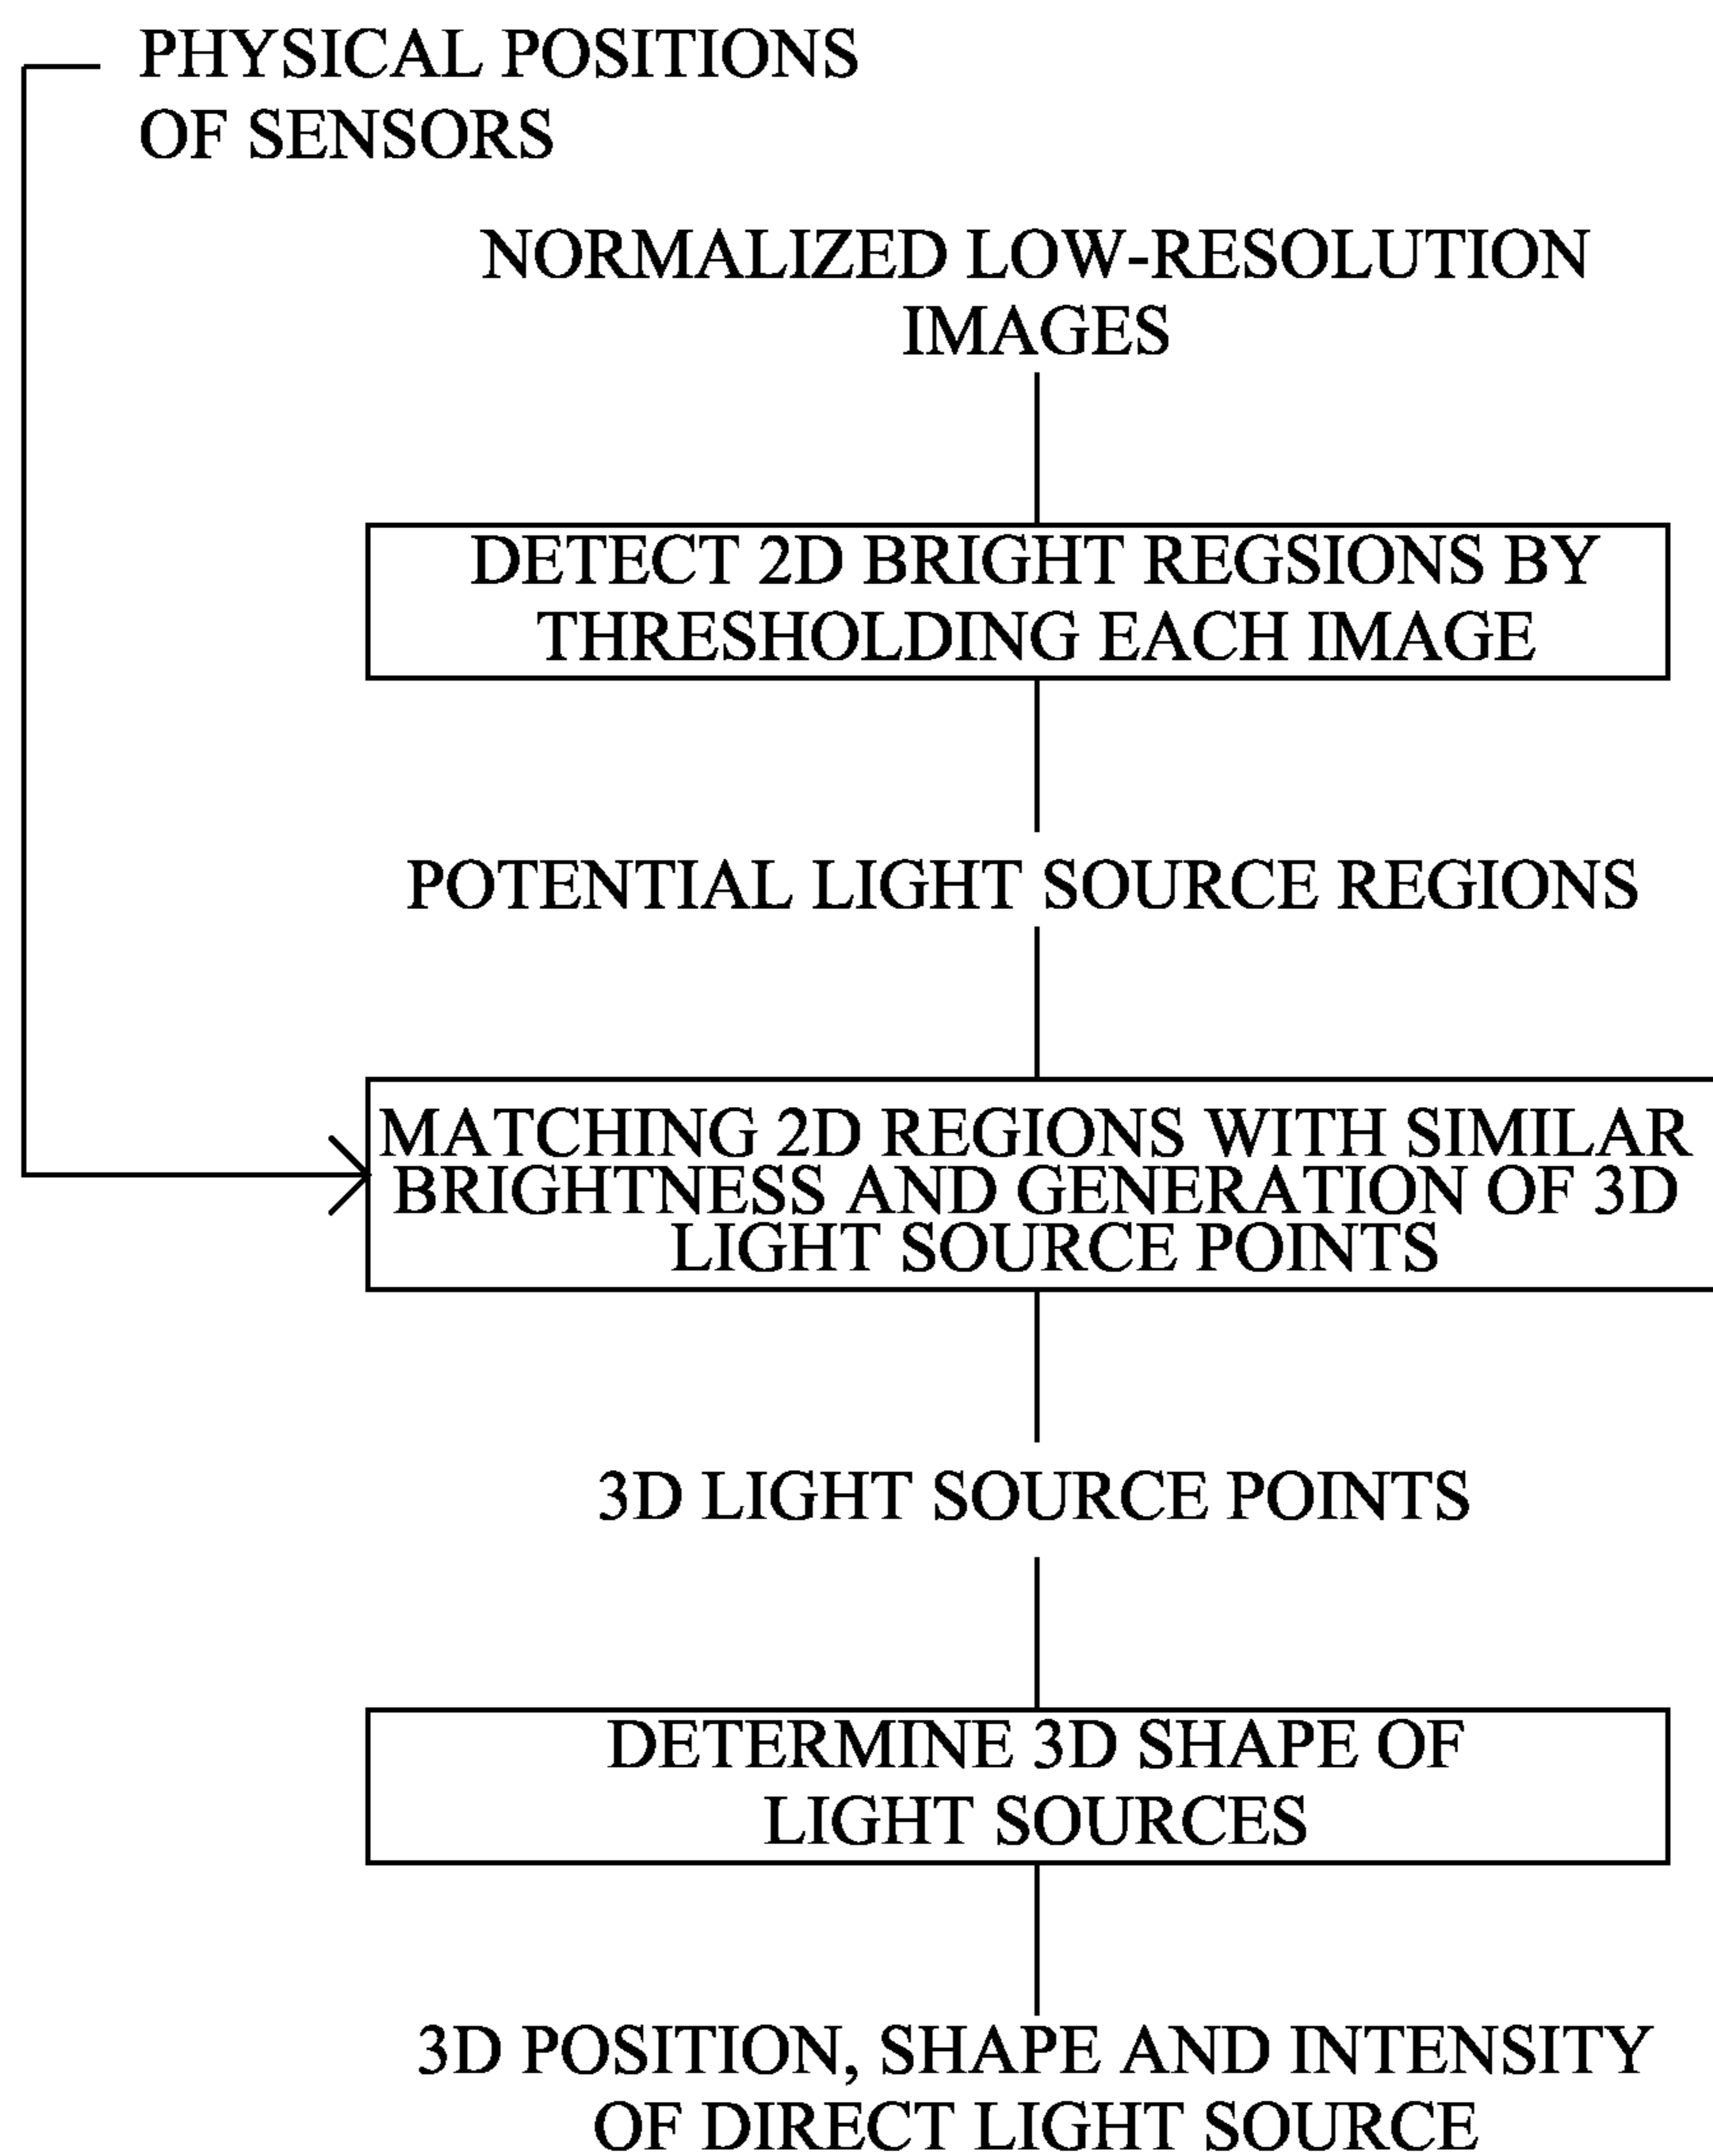 PHYSICAL POSITIONS
OF SENSORS
NORMALIZED LOW-RESOLUTION
IMAGES
DETECT 2D BRIGHT REGSIONS BY
THRESHOLDING EACH IMAGE
POTENTIAL LIGHT SOURCE REGIONS
MATCHING 2D REGIONS WITH SIMILAR
BRIGHTNESS AND GENERATION OF 3D
LIGHT SOURCE POINTS
3D LIGHT SOURCE POINTS
DETERMINE 3D SHAPE OF
LIGHT SOURCES
3D POSITION, SHAPE AND INTENSITY
OF DIRECT LIGHT SOURCE